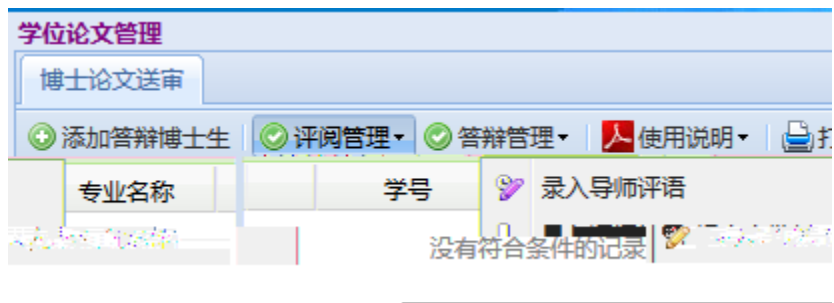 学位论文管理
博士论文送审
添加答辩博士生 评阅管理 答辩管理 使用说明 打
专业名称 学号 录入导师评语
没有符合条件的记录